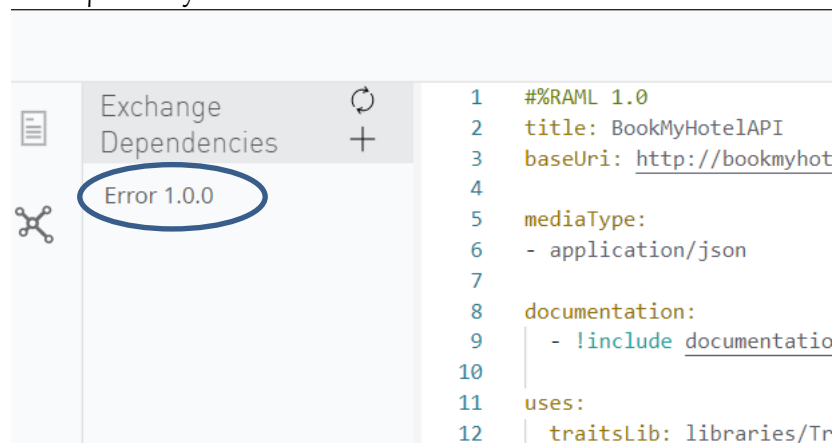 Exchange
Dependencies
Error 1.0.0
1 #%RAML 1.0
2 title: BookMyHotelAPI
3 baseUri: http://bookmyhot
4
5 mediaType:
6 - application/json
7
8 documentation:
9 - !include documentatio
10
11 uses:
12 traitsLib: libraries/Tr